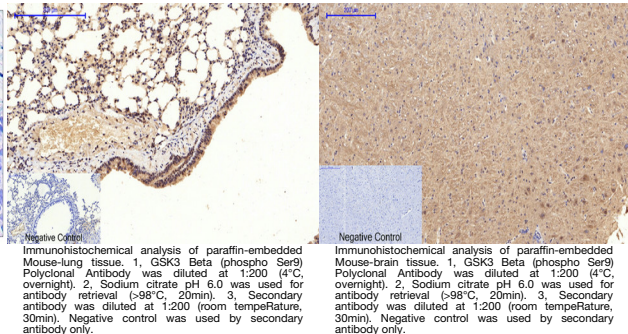 Negative Control
Immunohistochemical analysis of paraffin-embedded
Mouse-lung tissue. 1, GSK3 Beta (phospho Ser9)
Polyclonal Antibody was diluted at 1:200 (4°C,
overnight). 2, Sodium citrate pH 6.0 was used for
antibody retrieval (>98°C, 20min). 3, Secondary
antibody was diluted at 1:200 (room tempeRature,
30min). Negative control was used by secondary
antibody only.
Negative Control
Immunohistochemical analysis of paraffin-embedded
Mouse-brain tissue. 1, GSK3 Beta (phospho Ser9)
Polyclonal Antibody was diluted at 1:200 (4°C,
overnight). 2, Sodium citrate pH 6.0 was used for
antibody retrieval (>98°C, 20min). 3, Secondary
antibody was diluted at 1:200 (room tempeRature,
30min). Negative control was used by secondary
antibody only.